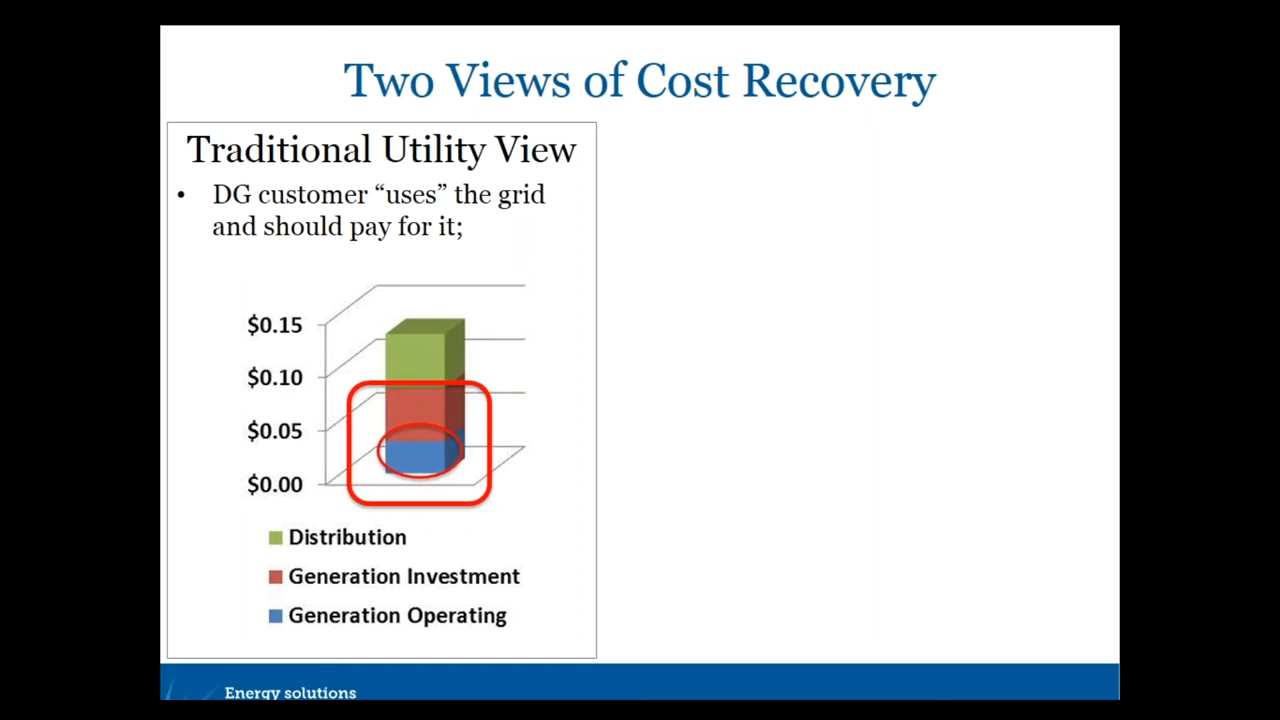 Two Views of Cost Recovery
Traditional Utility View
• DG customer “uses” the grid
and should pay for it;
$0.15
$0.10
$0.05
$0.00
Distribution
Generation Investment
Generation Operating
Energy solutions